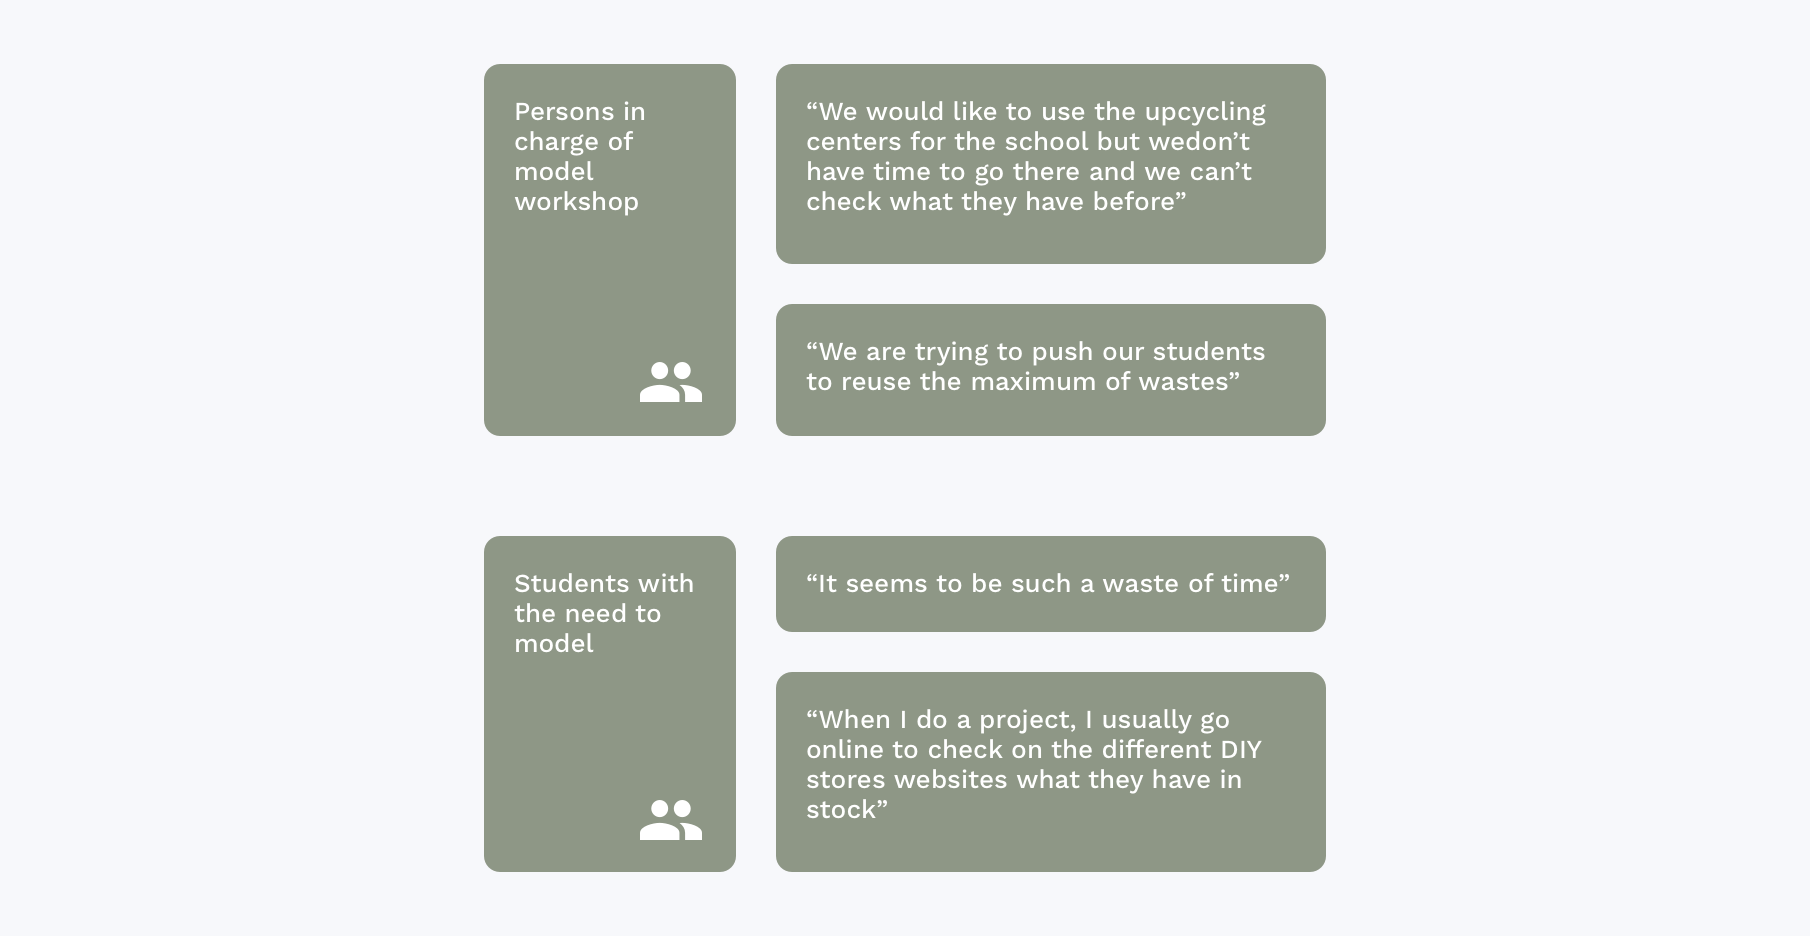 Persons in
charge of
model
workshop
“We would like to use the upcycling
centers for the school but wedon’t
have time to go there and we can’t
check what they have before”
“We are trying to push our students
to reuse the maximum of wastes”
Students with
the need to
model
“It seems to be such a waste of time”
“When I do a project, I usually go
online to check on the different DIY
stores websites what they have in
stock”